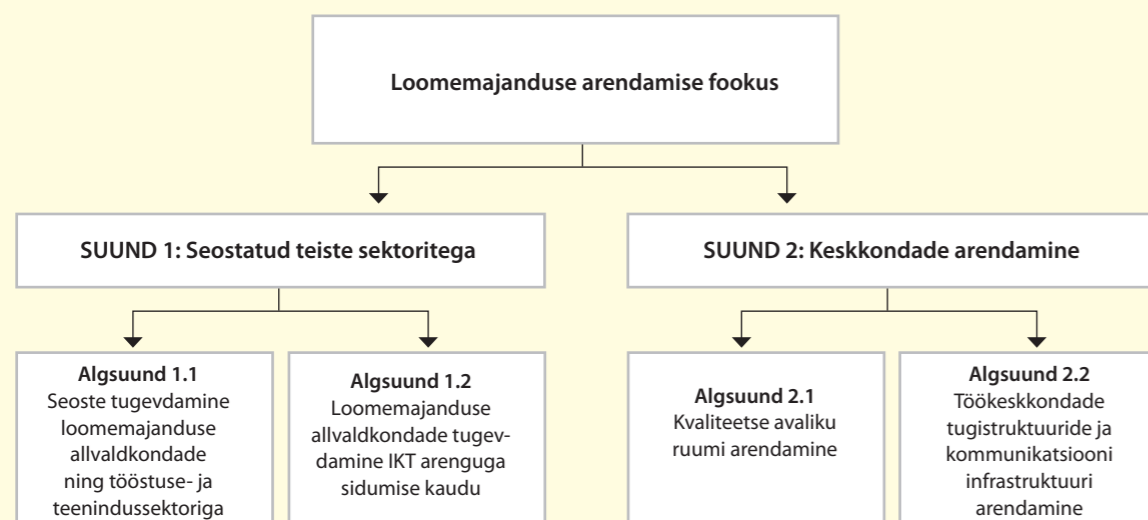 Loomemajanduse arendamise fookus
SUUND 1: Seostatud teiste sektoritega
SUUND 2: Keskkondade arendamine
Algsuund 1.1
Seoste tugevdamine
loomemajanduse
allvaldkondade
ning tööstuse- ja
teenindussektoriga
Algsuund 1.2
Loomemajanduse
allvaldkondade tugev-
damine IKT arenguga
sidumise kaudu
Algsuund 2.1
Kvaliteetse avaliku
ruumi arendamine
Algsuund 2.2
Töökeskkondade
tugistruktuuride ja
kommunikatsiooni
infrastruktuuri
arendamine